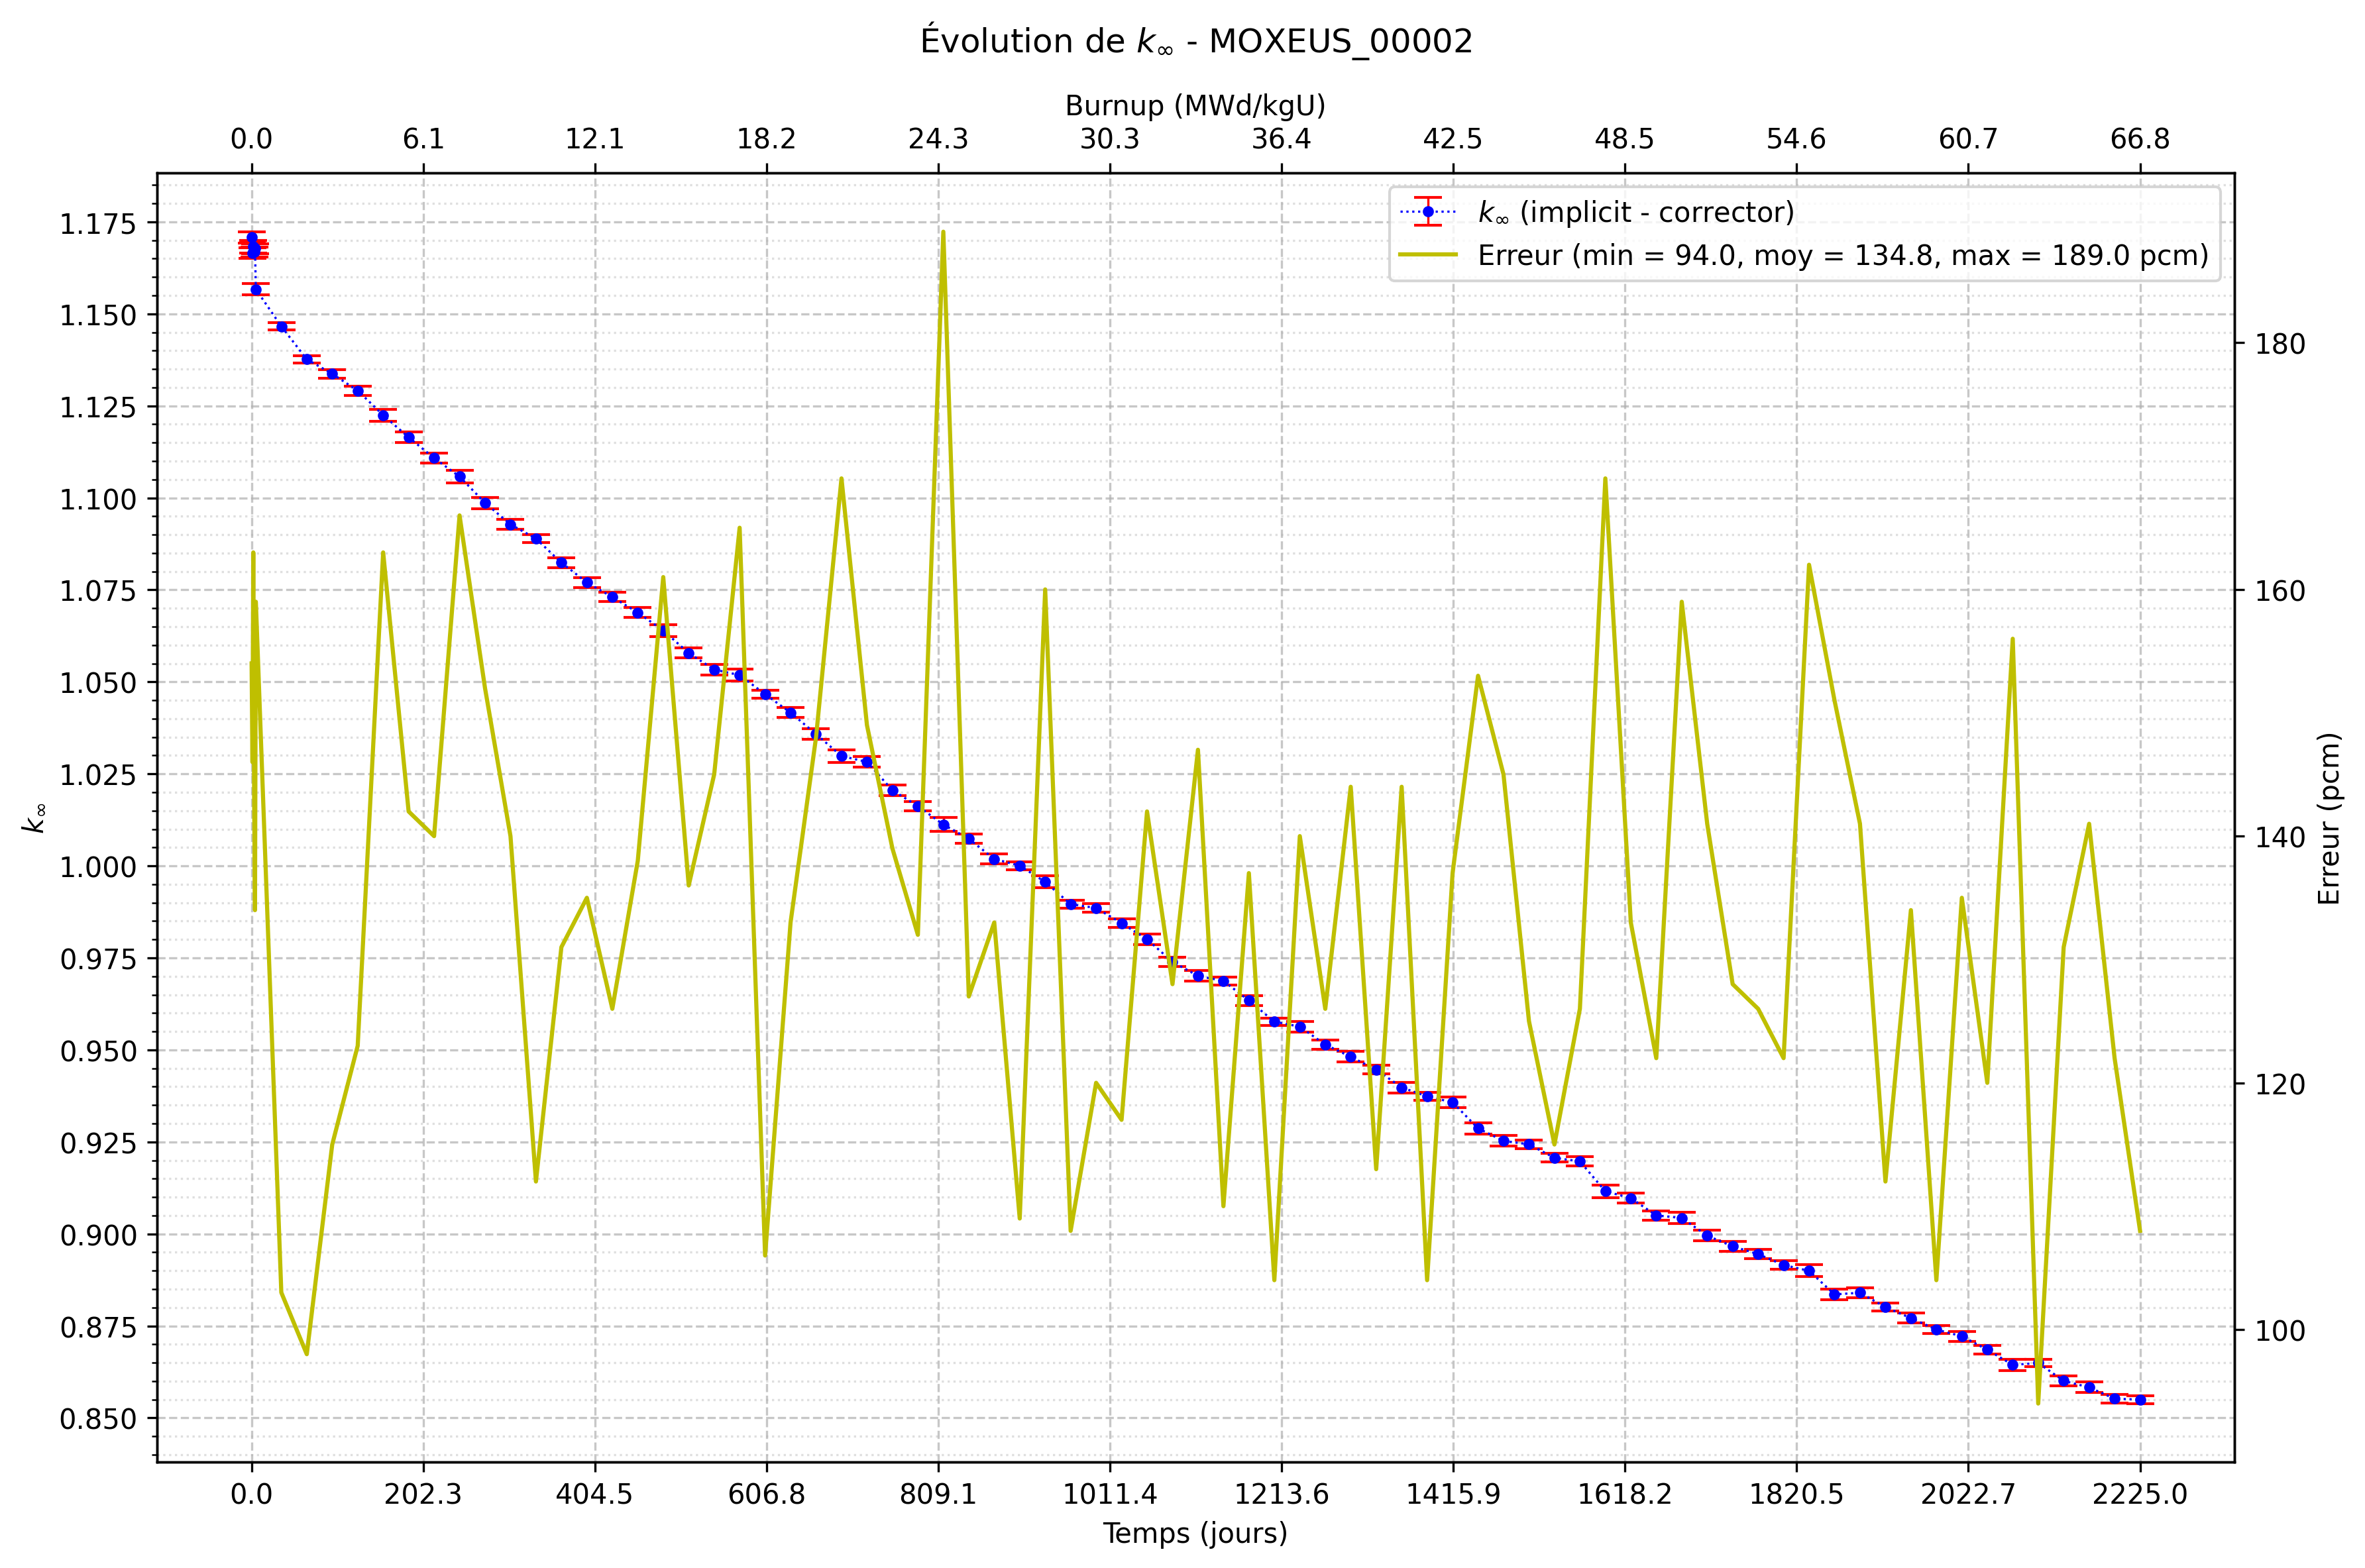 Évolution de k∞ - MOXEUS_00002
Burnup (MWd/kgU)
0.0 6.1 12.1 18.2 24.3 30.3 36.4 42.5 48.5 54.6 60.7 66.8
k∞ (implicit - corrector)
Erreur (min = 94.0, moy = 134.8, max = 189.0 pcm)
1.175
1.150
1.125
1.100
1.075
1.050
1.025
1.000
0.975
0.950
0.925
0.900
0.875
0.850
k∞
180
160
140
120
100
Erreur (pcm)
0.0 202.3 404.5 606.8 809.1 1011.4 1213.6 1415.9 1618.2 1820.5 2022.7 2225.0
Temps (jours)